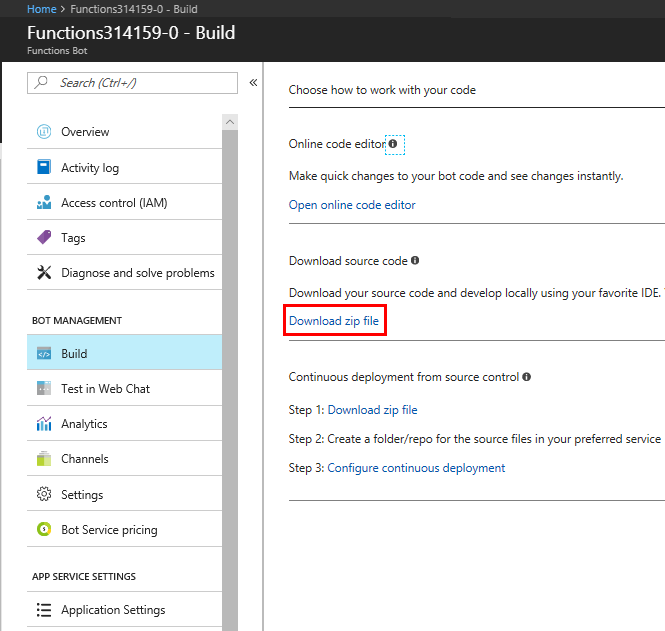 Home > Functions314159-0 - Build
Functions314159-0 - Build
Functions Bot
Search (Ctrl+/)
Overview
Activity log
Access control (IAM)
Tags
Diagnose and solve problems
BOT MANAGEMENT
Build
Test in Web Chat
Analytics
Channels
Settings
Bot Service pricing
APP SERVICE SETTINGS
Application Settings
Choose how to work with your code
Online code editor
Make quick changes to your bot code and see changes instantly.
Open online code editor
Download source code
Download your source code and develop locally using your favorite IDE.
Download zip file
Continuous deployment from source control
Step 1: Download zip file
Step 2: Create a folder/repo for the source files in your preferred service
Step 3: Configure continuous deployment